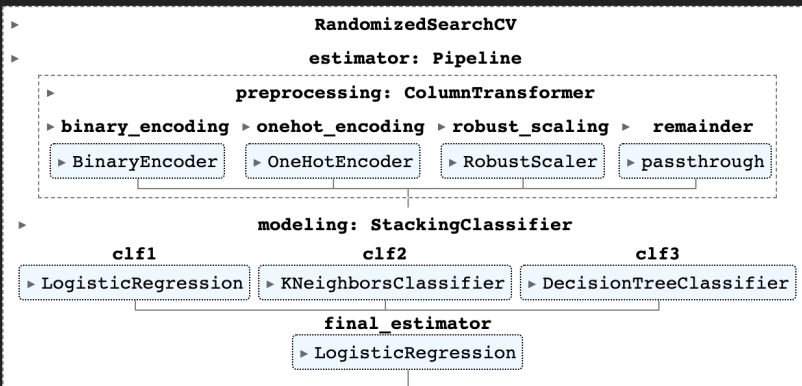 RandomizedSearchCV
estimator: Pipeline
preprocessing: ColumnTransformer
binary_encoding onehot_encoding robust_scaling remainder
BinaryEncoder OneHotEncoder RobustScaler passthrough
modeling: StackingClassifier
clf1 clf2 clf3
LogisticRegression KNeighborsClassifier DecisionTreeClassifier
final_estimator
LogisticRegression